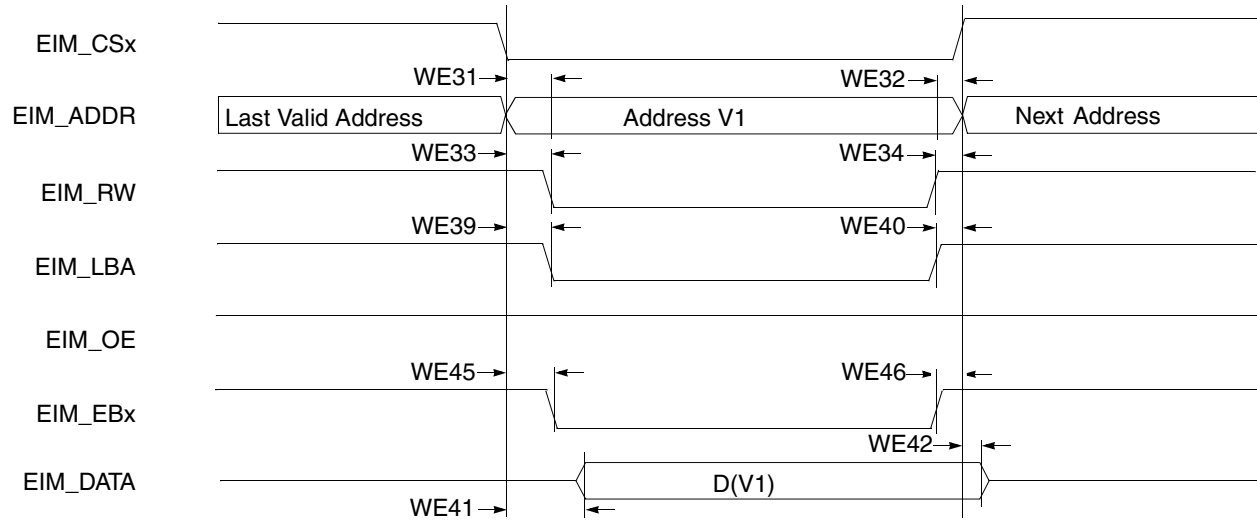 EIM_CSx
WE31
WE32
EIM_ADDR
Last Valid Address
Address V1
Next Address
WE33
WE34
EIM_RW
WE39
WE40
EIM_LBA
EIM_OE
WE45
WE46
EIM_EBx
WE42
EIM_DATA
D(V1)
WE41